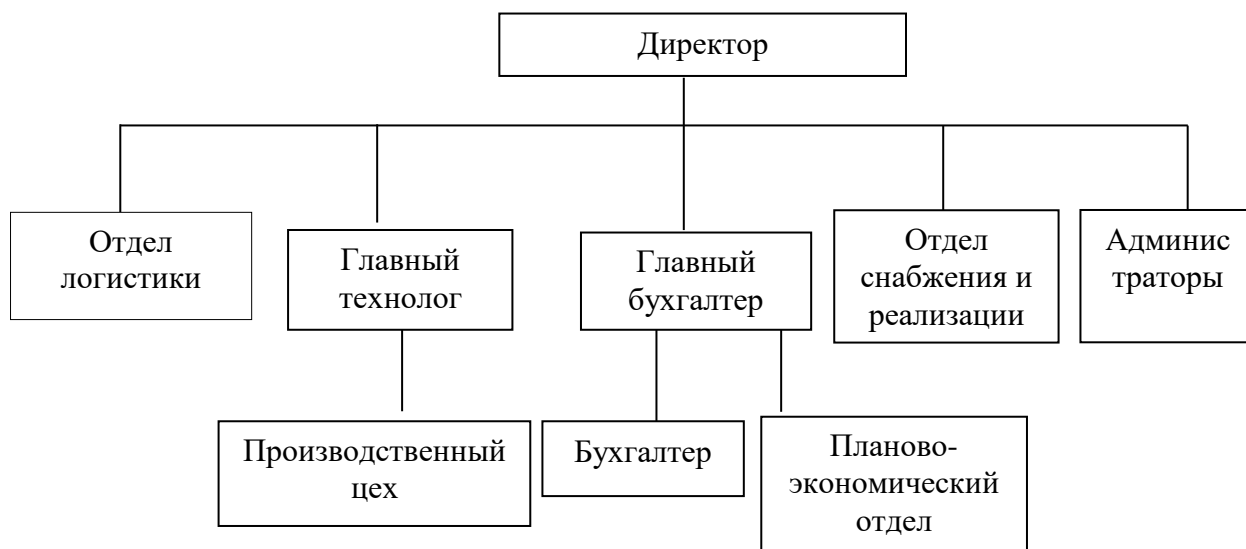 Директор
Отдел
логистики
Главный
технолог
Главный
бухгалтер
Отдел
снабжения и
реализации
Админис
траторы
Производственный
цех
Бухгалтер
Планово-
экономический
отдел